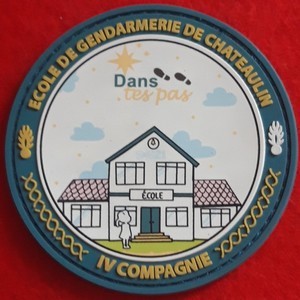 ECOLE DE GENDARMERIE DE CHATEAULIN
Dans
tes pas
ÉCOLE
IV COMPAGNIE